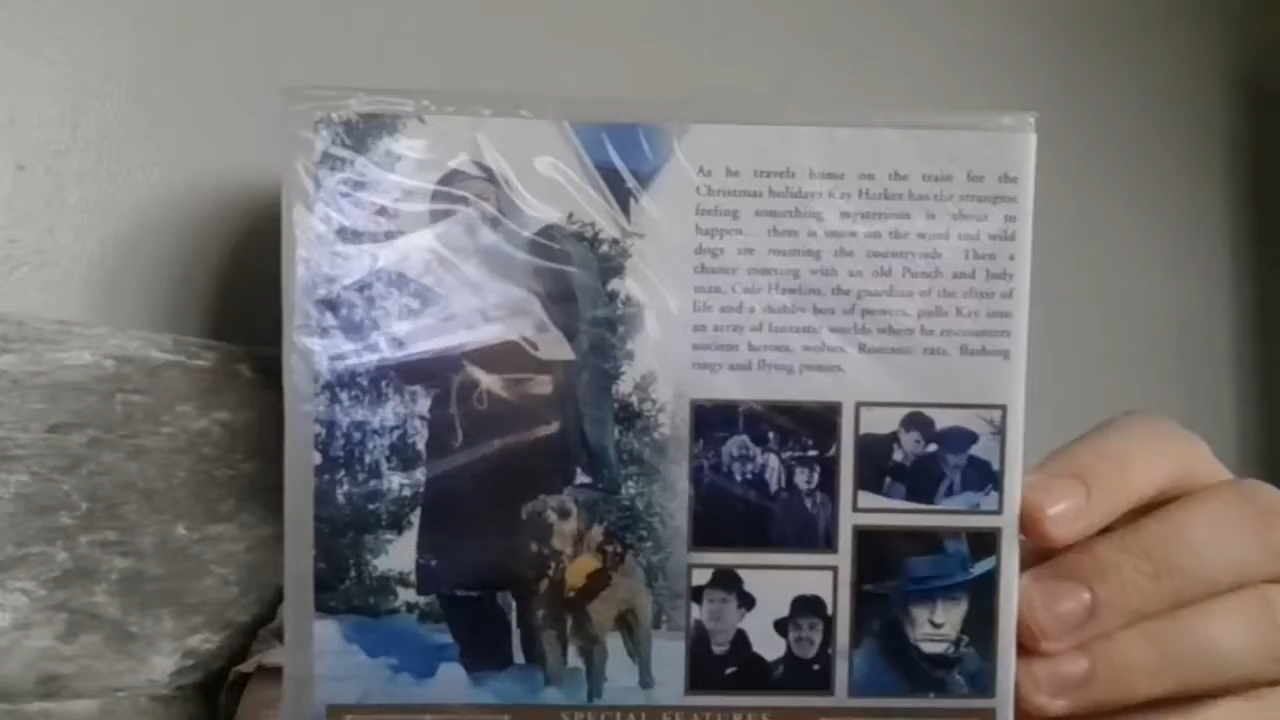 As he travels home on the train for the
Christmas holidays Kay Harker has the strangest
feeling something mysterious is about to
happen... there is snow on the wind and wild
dogs are roaming the countryside. Then a
chance meeting with an old Punch and Judy
man, Cole Hawlins, the guardian of the elixir of
life and a shabby box of powers, pulls Kay into
an array of fantastic worlds where he encounters
ancient heroes, wolves, Romans, rats, flashing
rings and flying ponies.
SPECIAL FEATURES